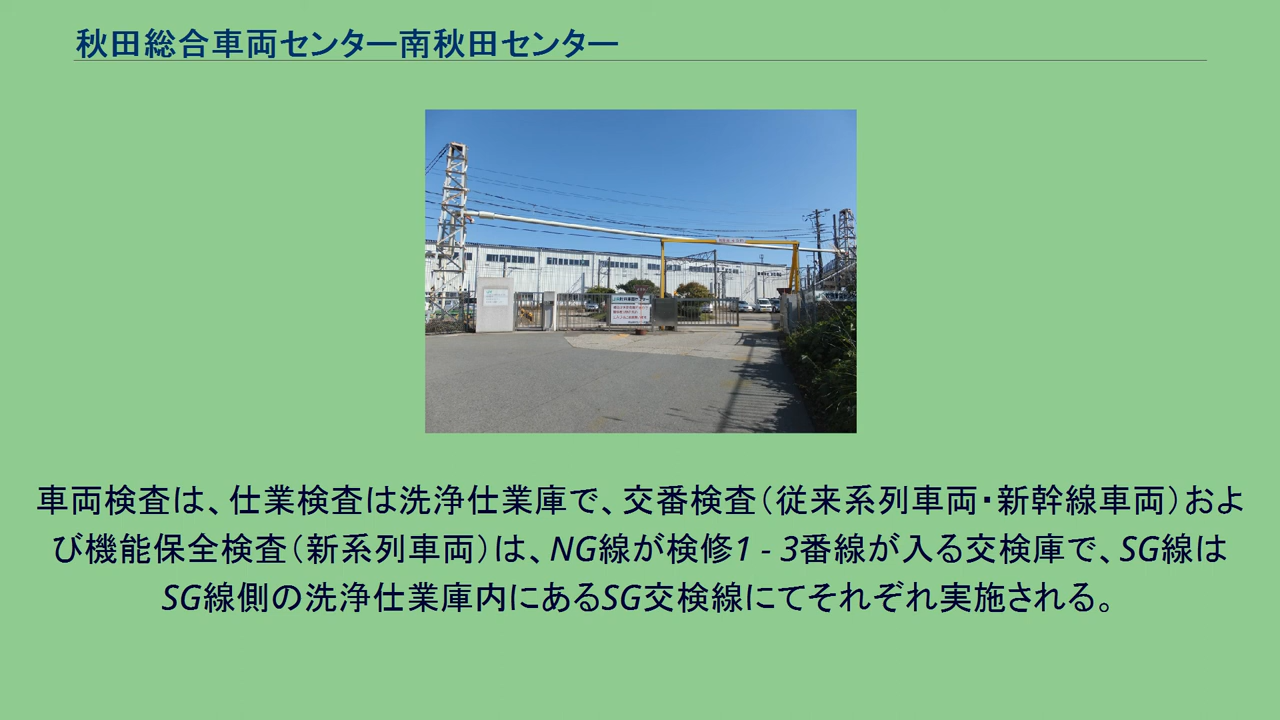 秋田総合車両センター南秋田センター
車両検査は、仕業検査は洗浄仕業庫で、交番検査（従来系列車両・新幹線車両）およ
び機能保全検査（新系列車両）は、NG線が検修1 - 3番線が入る交検庫で、SG線は
SG線側の洗浄仕業庫内にあるSG交検線にてそれぞれ実施される。